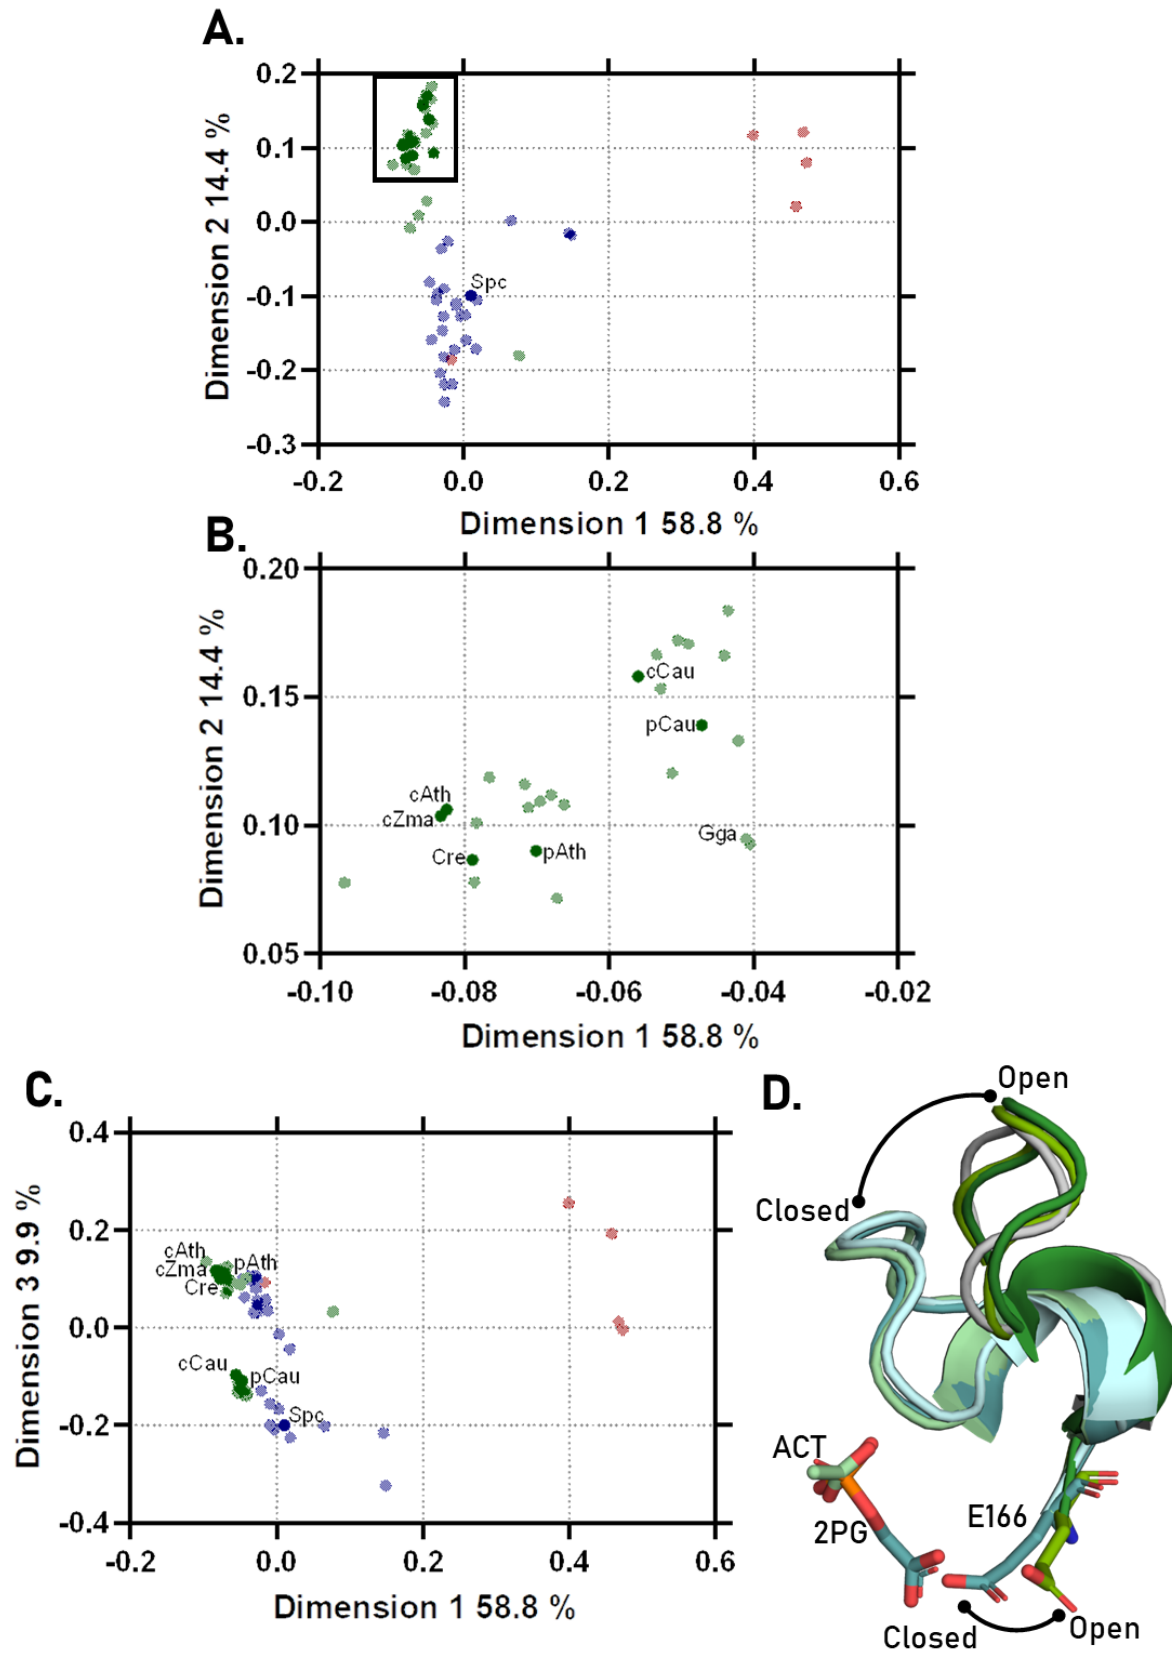 A.
Dimension 2 14.4 %
0.2
0.1
0.0
-0.1
-0.2
-0.3
Spc
-0.2 0.0 0.2 0.4 0.6
Dimension 1 58.8 %
B.
Dimension 2 14.4 %
0.20
0.15
0.10
0.05
cCau
pCau
cAth
cZma
Gga
Cre
pAth
-0.10 -0.08 -0.06 -0.04 -0.02
Dimension 1 58.8 %
C.
Dimension 3 9.9 %
0.4
0.2
0.0
-0.2
-0.4
cAth
pAth
cZma
Cre
cCau
pCau
Spc
-0.2 0.0 0.2 0.4 0.6
Dimension 1 58.8 %
D.
Open
Closed
ACT
2PG
E166
Closed
Open